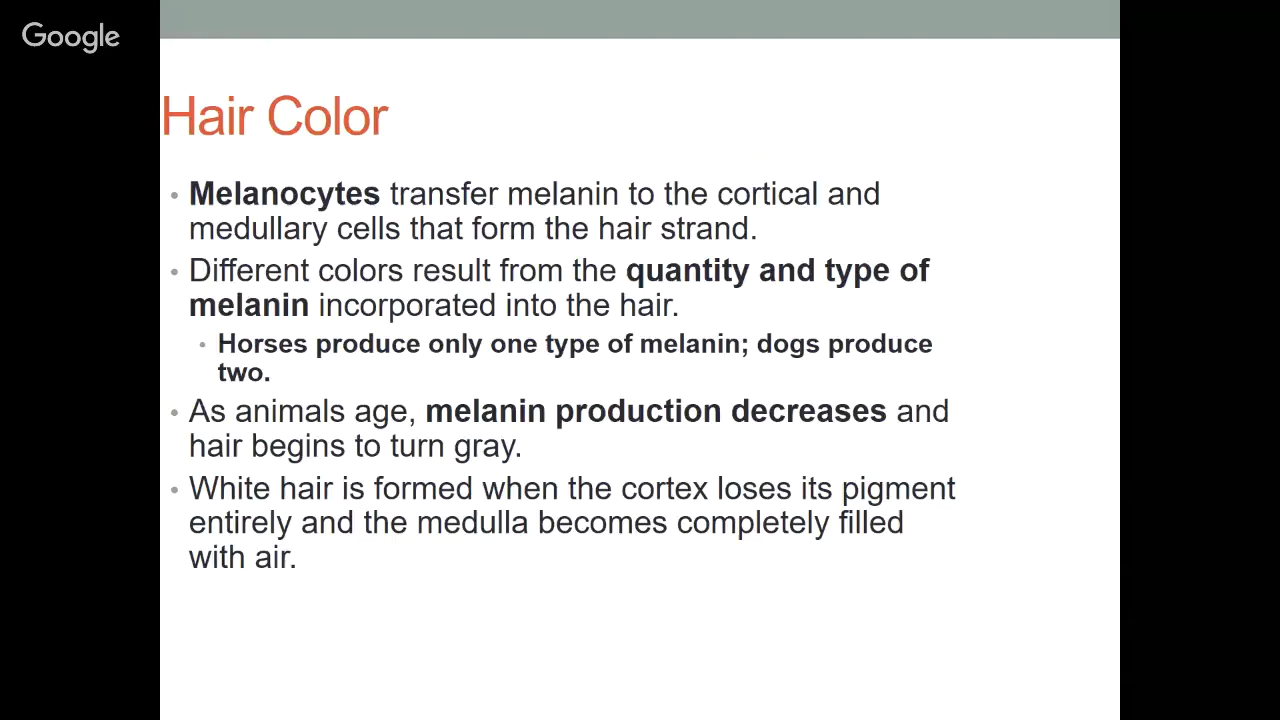 Google
Hair Color
• Melanocytes transfer melanin to the cortical and
medullary cells that form the hair strand.
• Different colors result from the quantity and type of
melanin incorporated into the hair.
• Horses produce only one type of melanin; dogs produce
two.
• As animals age, melanin production decreases and
hair begins to turn gray.
• White hair is formed when the cortex loses its pigment
entirely and the medulla becomes completely filled
with air.